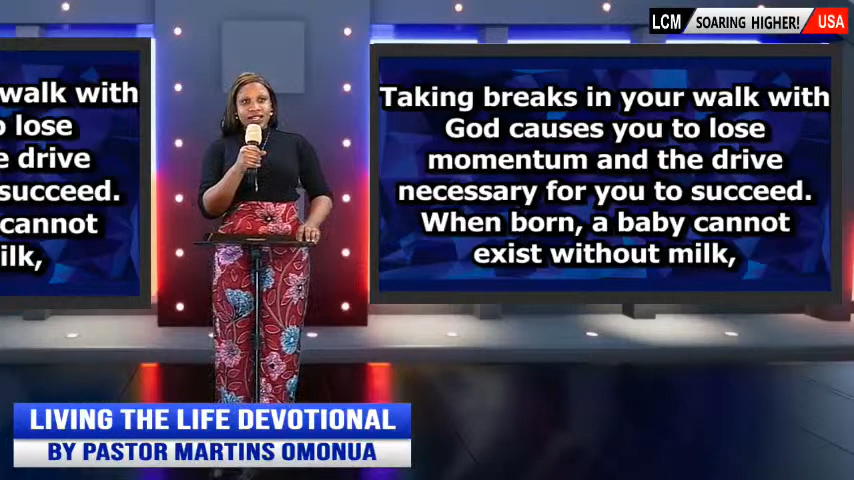 LCM SOARING HIGHER! USA
walk with
lose
drive
succeed.
cannot
Taking breaks in your walk with
God causes you to lose
momentum and the drive
necessary for you to succeed.
When born, a baby cannot
exist without milk,
LIVING THE LIFE DEVOTIONAL
BY PASTOR MARTINS OMONUA